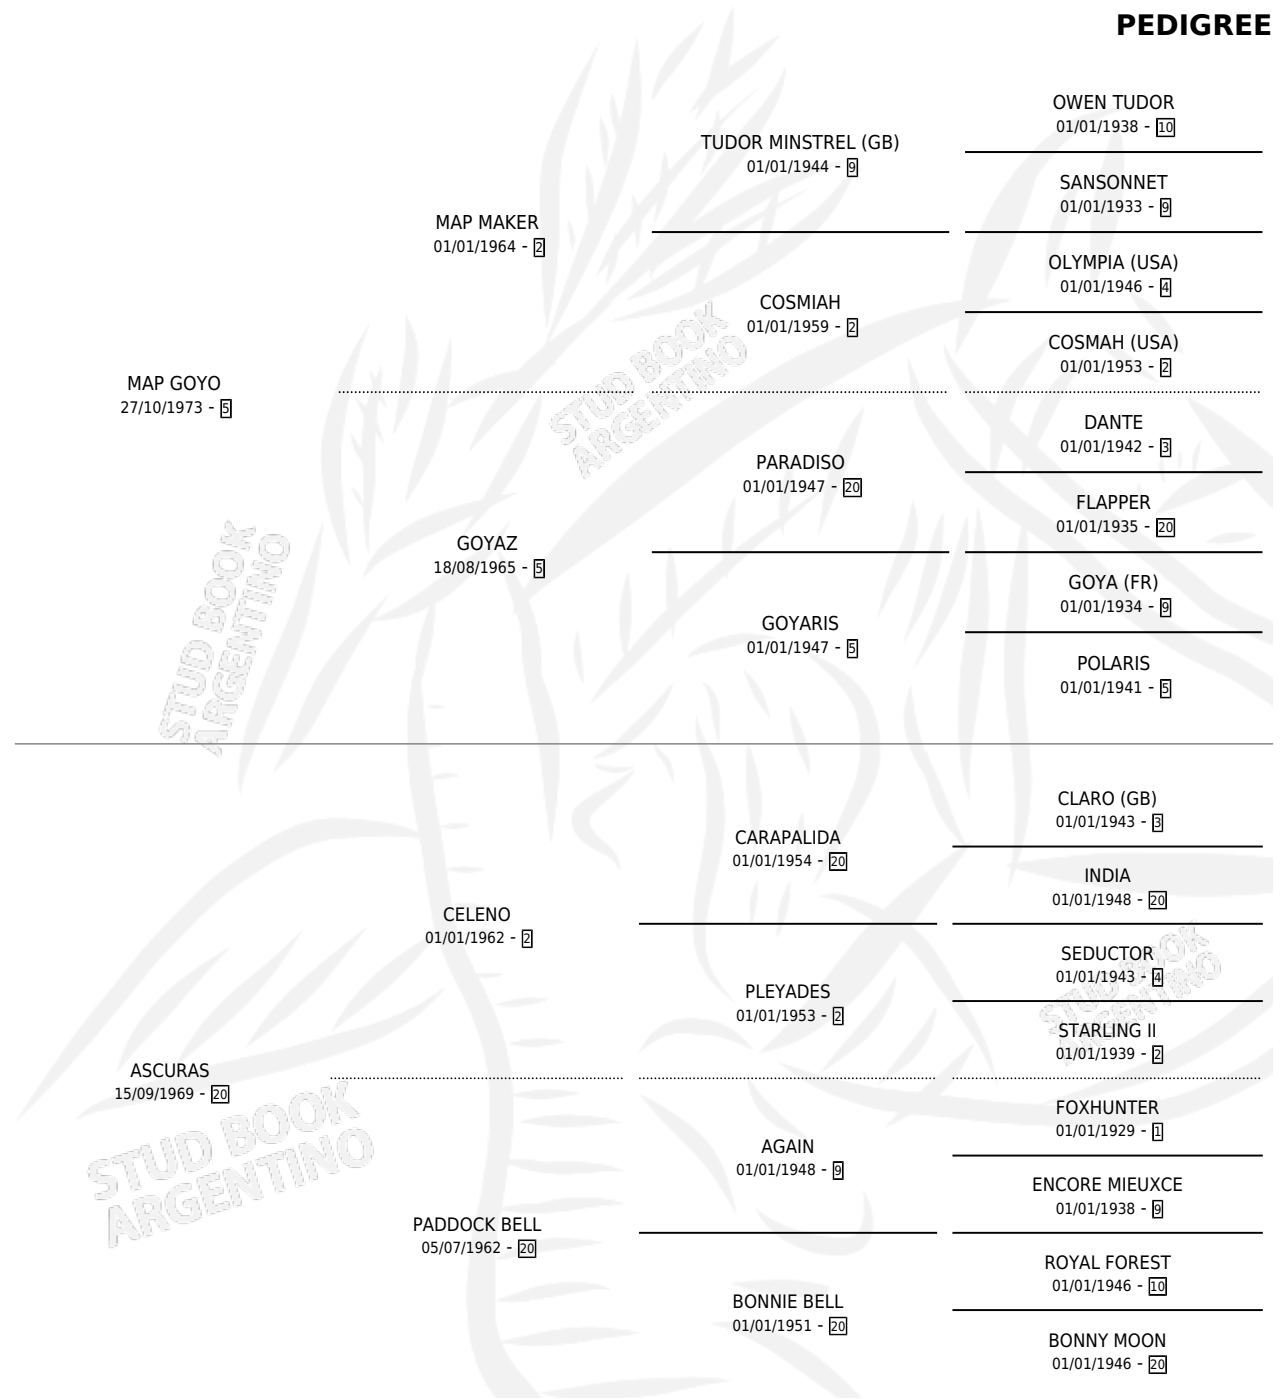 PEDIGREE
OWEN TUDOR
01/01/1938 - 10
TUDOR MINSTREL (GB)
01/01/1944 - 9
SANSONNET
01/01/1933 - 9
MAP MAKER
01/01/1964 - 2
OLYMPIA (USA)
01/01/1946 - 4
COSMIAH
01/01/1959 - 2
COSMAH (USA)
01/01/1953 - 2
MAP GOYO
27/10/1973 - 5
DANTE
01/01/1942 - 3
PARADISO
01/01/1947 - 20
FLAPPER
01/01/1935 - 20
GOYAZ
18/08/1965 - 5
GOYA (FR)
01/01/1934 - 9
GOYARIS
01/01/1947 - 5
POLARIS
01/01/1941 - 5
CLARO (GB)
01/01/1943 - 3
CARAPALIDA
01/01/1954 - 20
INDIA
01/01/1948 - 20
CELENO
01/01/1962 - 2
SEDUCTOR
01/01/1943 - 4
PLEYADES
01/01/1953 - 2
STARLING II
01/01/1939 - 2
ASCURAS
15/09/1969 - 20
FOXHUNTER
01/01/1929 - 1
AGAIN
01/01/1948 - 9
ENCORE MIEUXCE
01/01/1938 - 9
PADDOCK BELL
05/07/1962 - 20
ROYAL FOREST
01/01/1946 - 10
BONNIE BELL
01/01/1951 - 20
BONNY MOON
01/01/1946 - 20
STUD BOOK
ARGENTINO
STUD BOOK
ARGENTINO
STUD BOOK
ARGENTINO
STUD BOOK
ARGENTINO